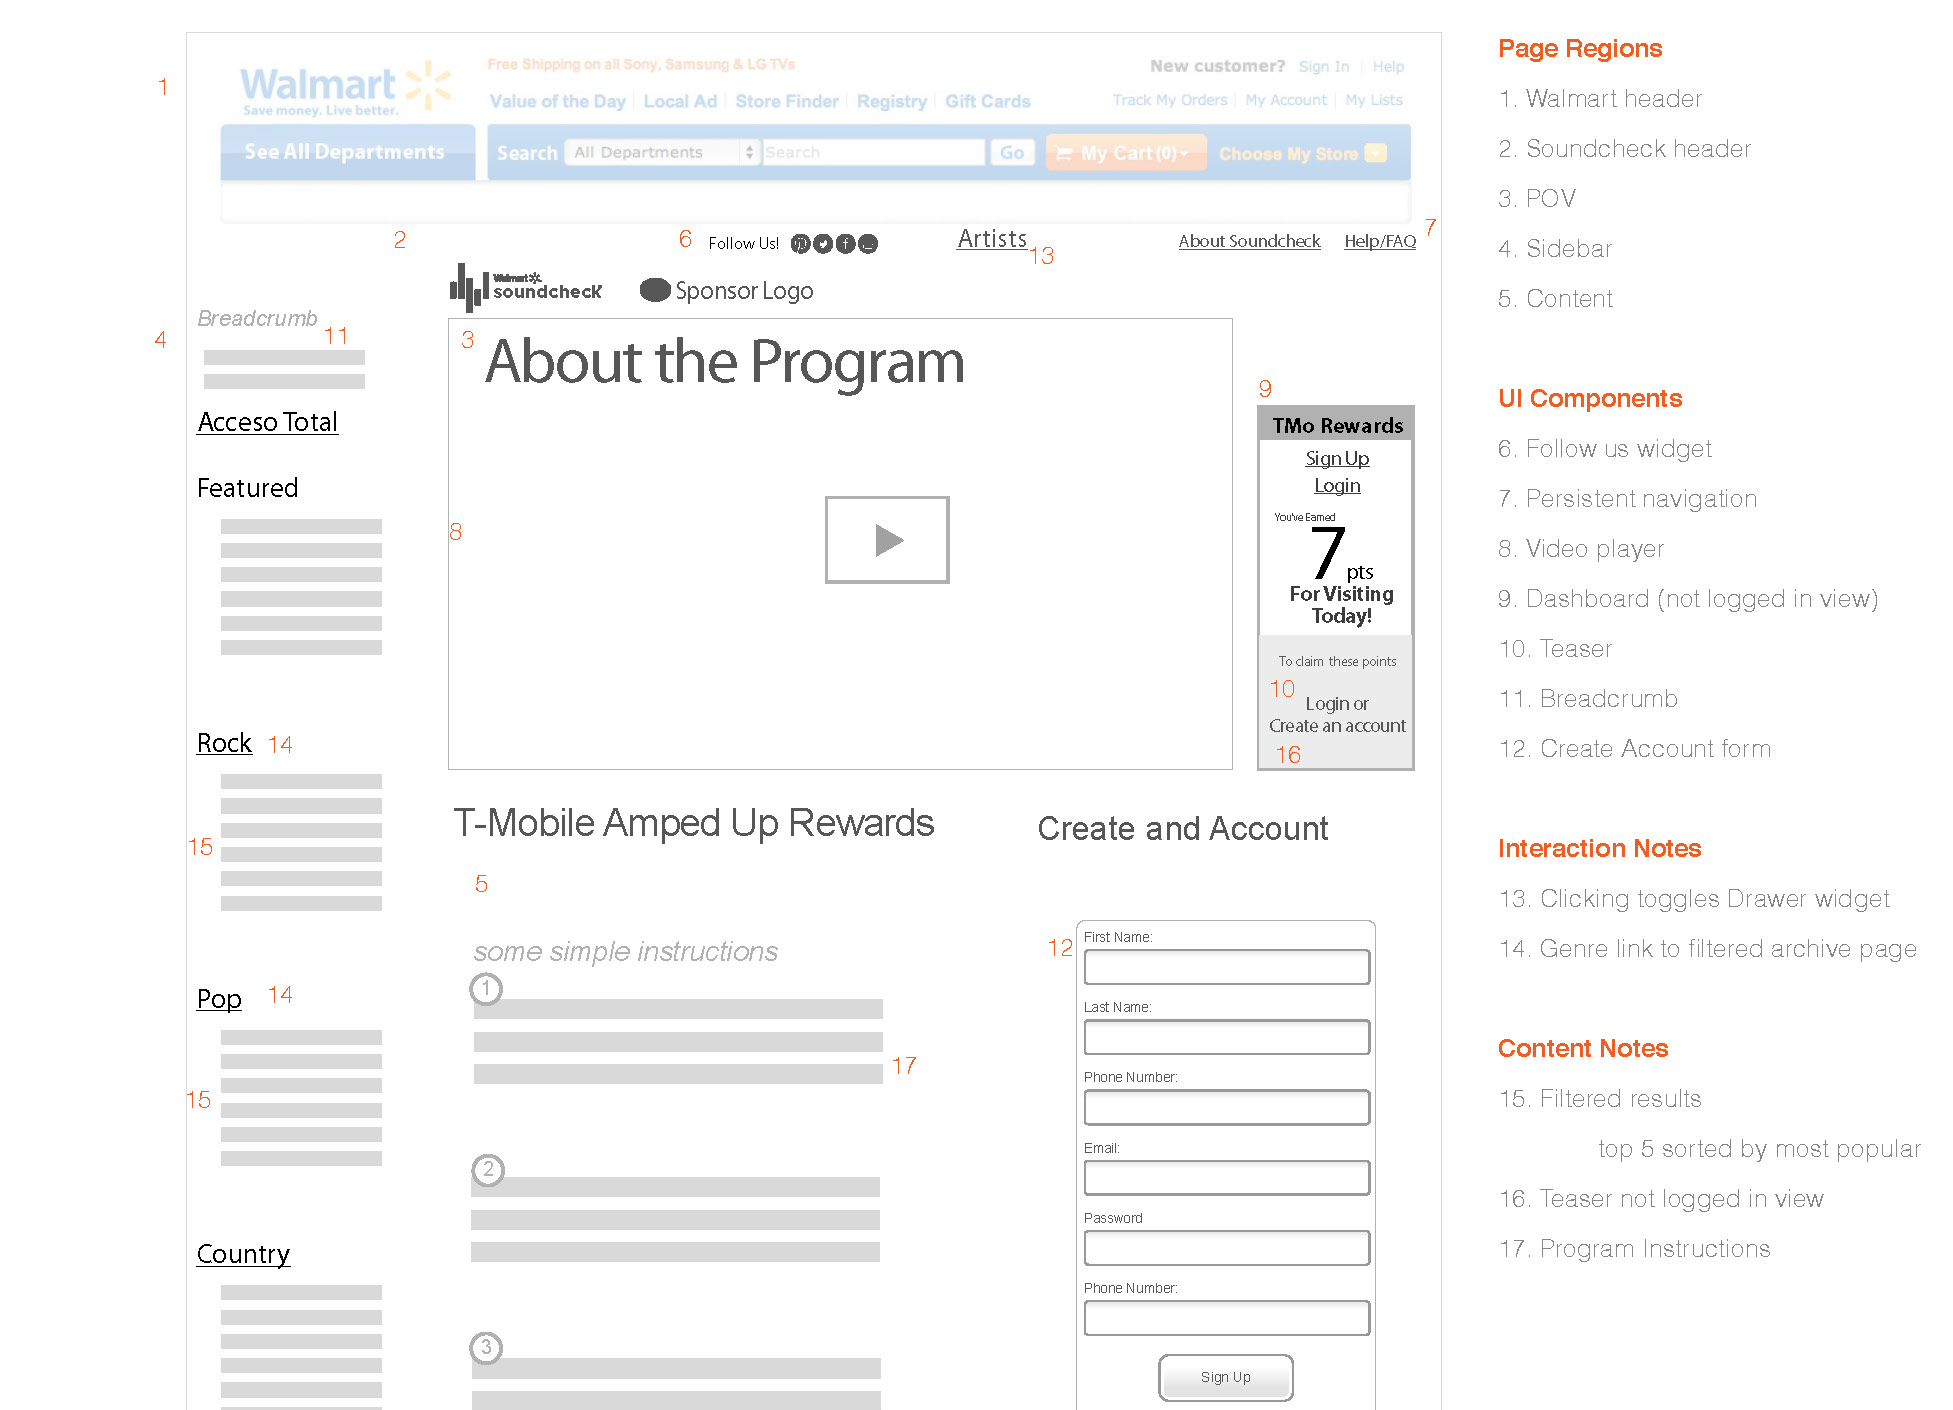 1
Walmart
Save money. Live better.
Free Shipping on all Sony, Samsung & LG TVs
Value of the Day
Local Ad
Store Finder
Registry
Gift Cards
New customer?
Sign In
Help
Track My Orders
My Account
My Lists
See All Departments
Search
All Departments
Search
Go
My Cart (0)
Choose My Store
2
6
Follow Us!
Artists
13
About Soundcheck
Help/FAQ
7
Walmart
soundcheck
Sponsor Logo
4
Breadcrumb
11
Acceso Total
Featured
Rock
14
15
Pop
14
15
Country
3
About the Program
8
9
TMo Rewards
Sign Up
Login
You've Earned
7 pts
For Visiting
Today!
To claim these points
10
Login or
Create an account
16
T-Mobile Amped Up Rewards
5
some simple instructions
1
17
2
3
Create and Account
12
First Name:
Last Name:
Phone Number:
Email:
Password
Phone Number:
Sign Up
Page Regions
1. Walmart header
2. Soundcheck header
3. POV
4. Sidebar
5. Content
UI Components
6. Follow us widget
7. Persistent navigation
8. Video player
9. Dashboard (not logged in view)
10. Teaser
11. Breadcrumb
12. Create Account form
Interaction Notes
13. Clicking toggles Drawer widget
14. Genre link to filtered archive page
Content Notes
15. Filtered results
top 5 sorted by most popular
16. Teaser not logged in view
17. Program Instructions